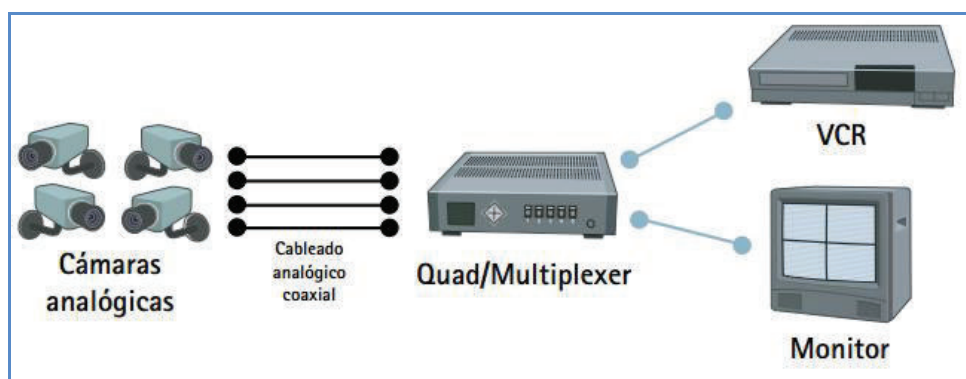 Cámaras
analógicas
Cableado
analógico
coaxial
Quad/Multiplexer
VCR
Monitor